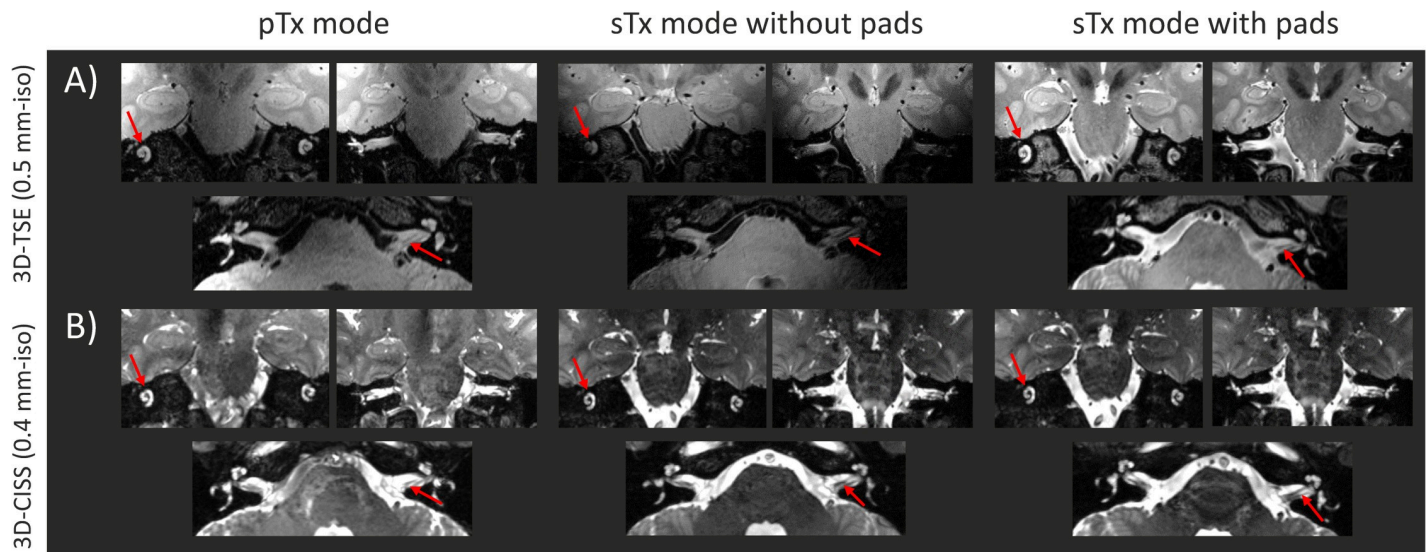 pTx mode
sTx mode without pads
sTx mode with pads
3D-TSE (0.5 mm-iso)
A)
3D-CISS (0.4 mm-iso)
B)